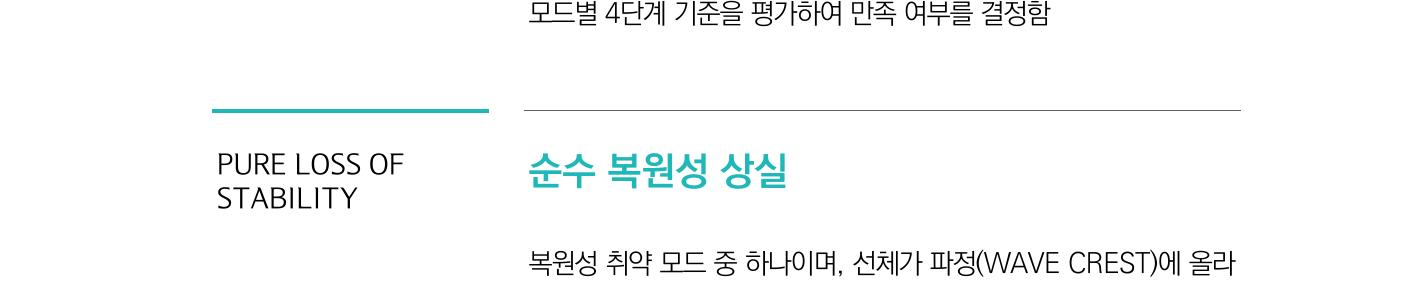 모드별 4단계 기준을 평가하여 만족 여부를 결정함
PURE LOSS OF
STABILITY
순수 복원성 상실
복원성 취약 모드 중 하나이며, 선체가 파정(WAVE CREST)에 올라